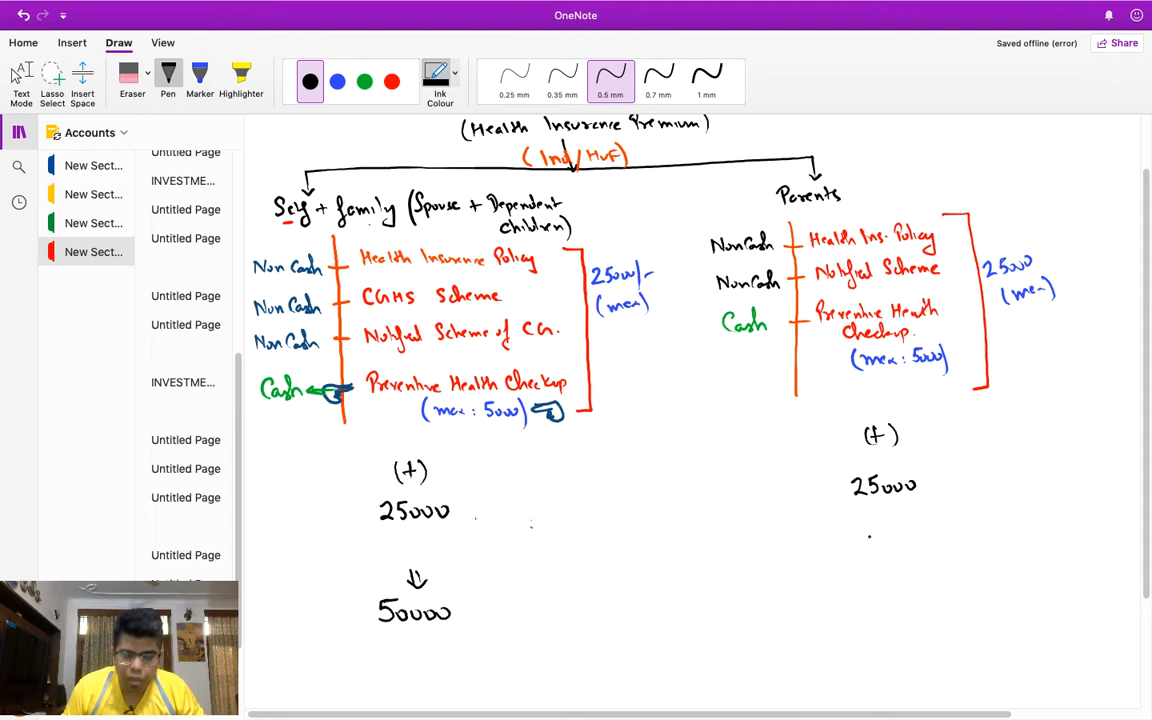 OneNote
Home Insert Draw View
Saved offline (error) Share
Text Mode
Lasso Select
Insert Space
Eraser
Pen
Marker
Highlighter
Ink Colour
0.25 mm
0.35 mm
0.5 mm
0.7 mm
1 mm
Accounts
New Sect...
New Sect...
New Sect...
New Sect...
Untitled Page
INVESTME...
Untitled Page
Untitled Page
Untitled Page
Untitled Page
INVESTME...
Untitled Page
Untitled Page
Untitled Page
Untitled Page
(Health Insurance Premium)
(Ind/HUF)
Self + family (Spouse + Dependent
children)
Non Cash Health Insurance Policy
Non Cash CGHS Scheme
Non Cash Notified Scheme of CG.
Cash Preventive Health Checkup
(max : 5000)
25000/-
(max)
(+)
25000
50000
Parents
NonCash Health Ins. Policy
NonCash Notified Scheme
Cash Preventive Health
Checkup.
(max : 5000)
25000
(max)
(+)
25000